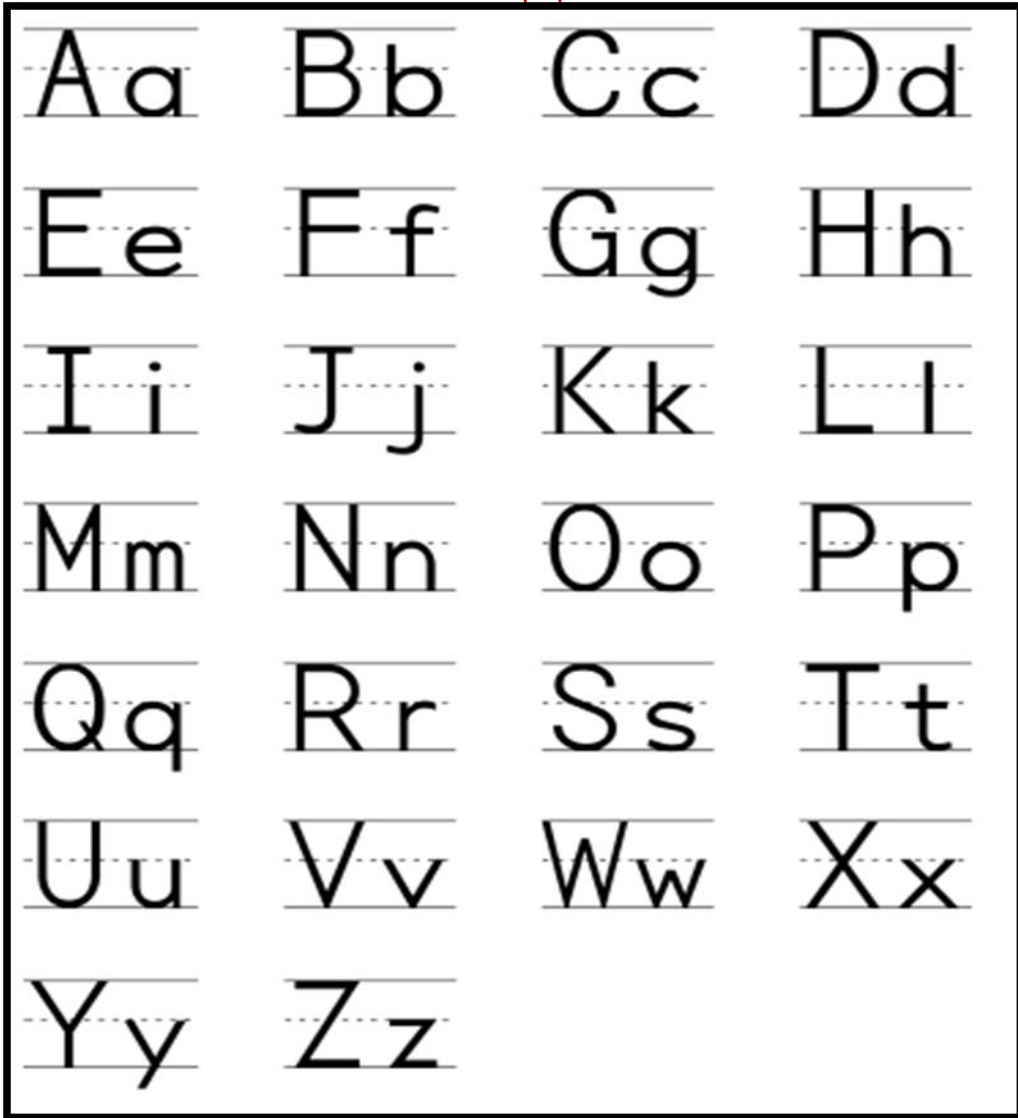 Aa Bb Cc Dd
Ee Ff Gg Hh
Ii Jj Kk Ll
Mm Nn Oo Pp
Qq Rr Ss Tt
Uu Vv Ww Xx
Yy Zz